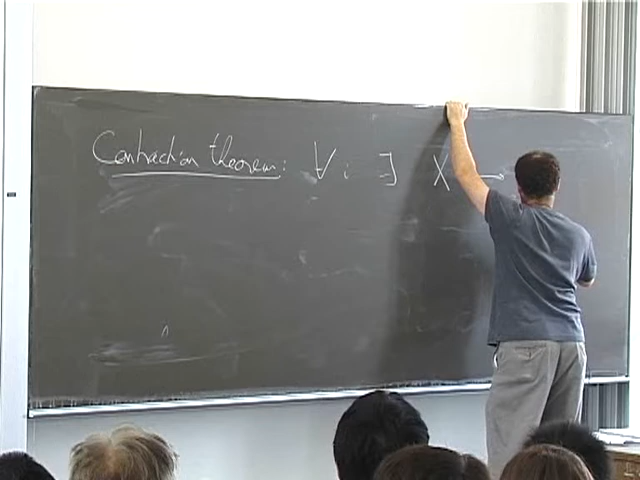 Contraction theorem: ∀ i ∃ X →